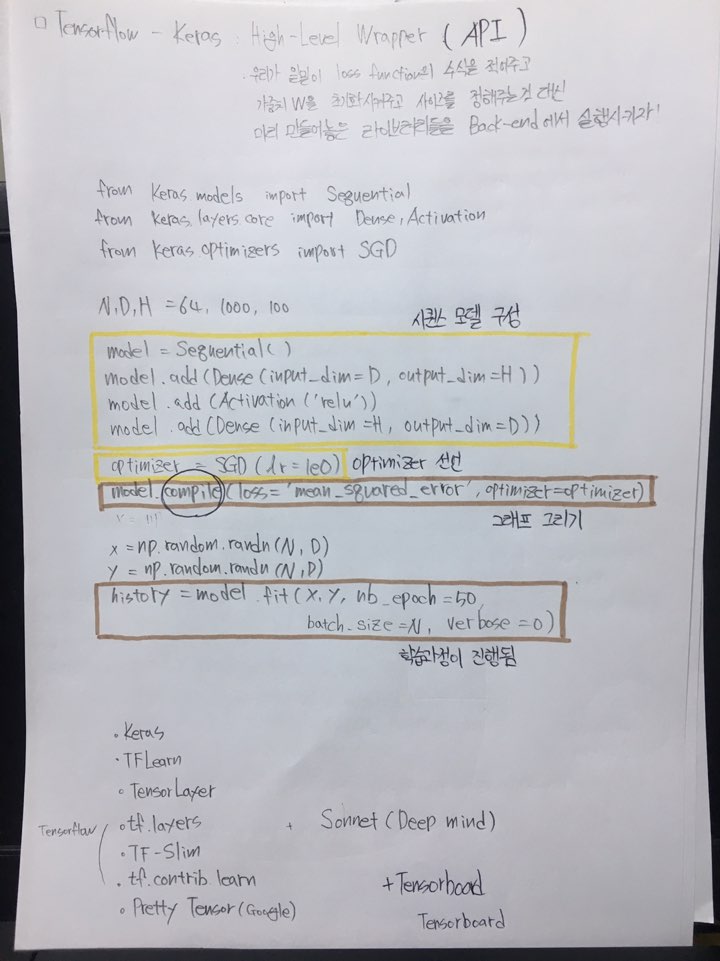 □ Tensorflow - Keras : High-Level Wrapper ( API )
. 우리가 일일이 loss function의 수식을 적어주고
가중치 W을 초기화시켜주고 사이즈를 정해주는 것 대신
미리 만들어놓은 라이브러리들을 Back-end에서 실행시키자!
from Keras.models import Sequential
from Keras.layers.core import Dense, Activation
from Keras.optimizers import SGD
N,D,H = 64, 1000, 100
시퀀스 모델 구성
model = Sequential( )
model.add(Dense(input_dim=D, output_dim=H))
model.add(Activation('relu'))
model.add(Dense(input_dim=H, output_dim=D))
optimizer = SGD(lr=1e0) optimizer 선언
model.compile(loss='mean_squared_error', optimizer=optimizer)
그래프 그리기
x = np.random.randn(N, D)
Y = np.random.randn(N,D)
history = model.fit(X, Y, nb_epoch=50,
batch_size=N, verbose=0)
학습과정이 진행됨
. Keras
. TFLearn
. TensorLayer
Tensorflow . tf.layers + Sonnet (Deep mind)
. TF-Slim
. tf.contrib.learn +Tensorboad
. Pretty Tensor (Google) Tensorboard